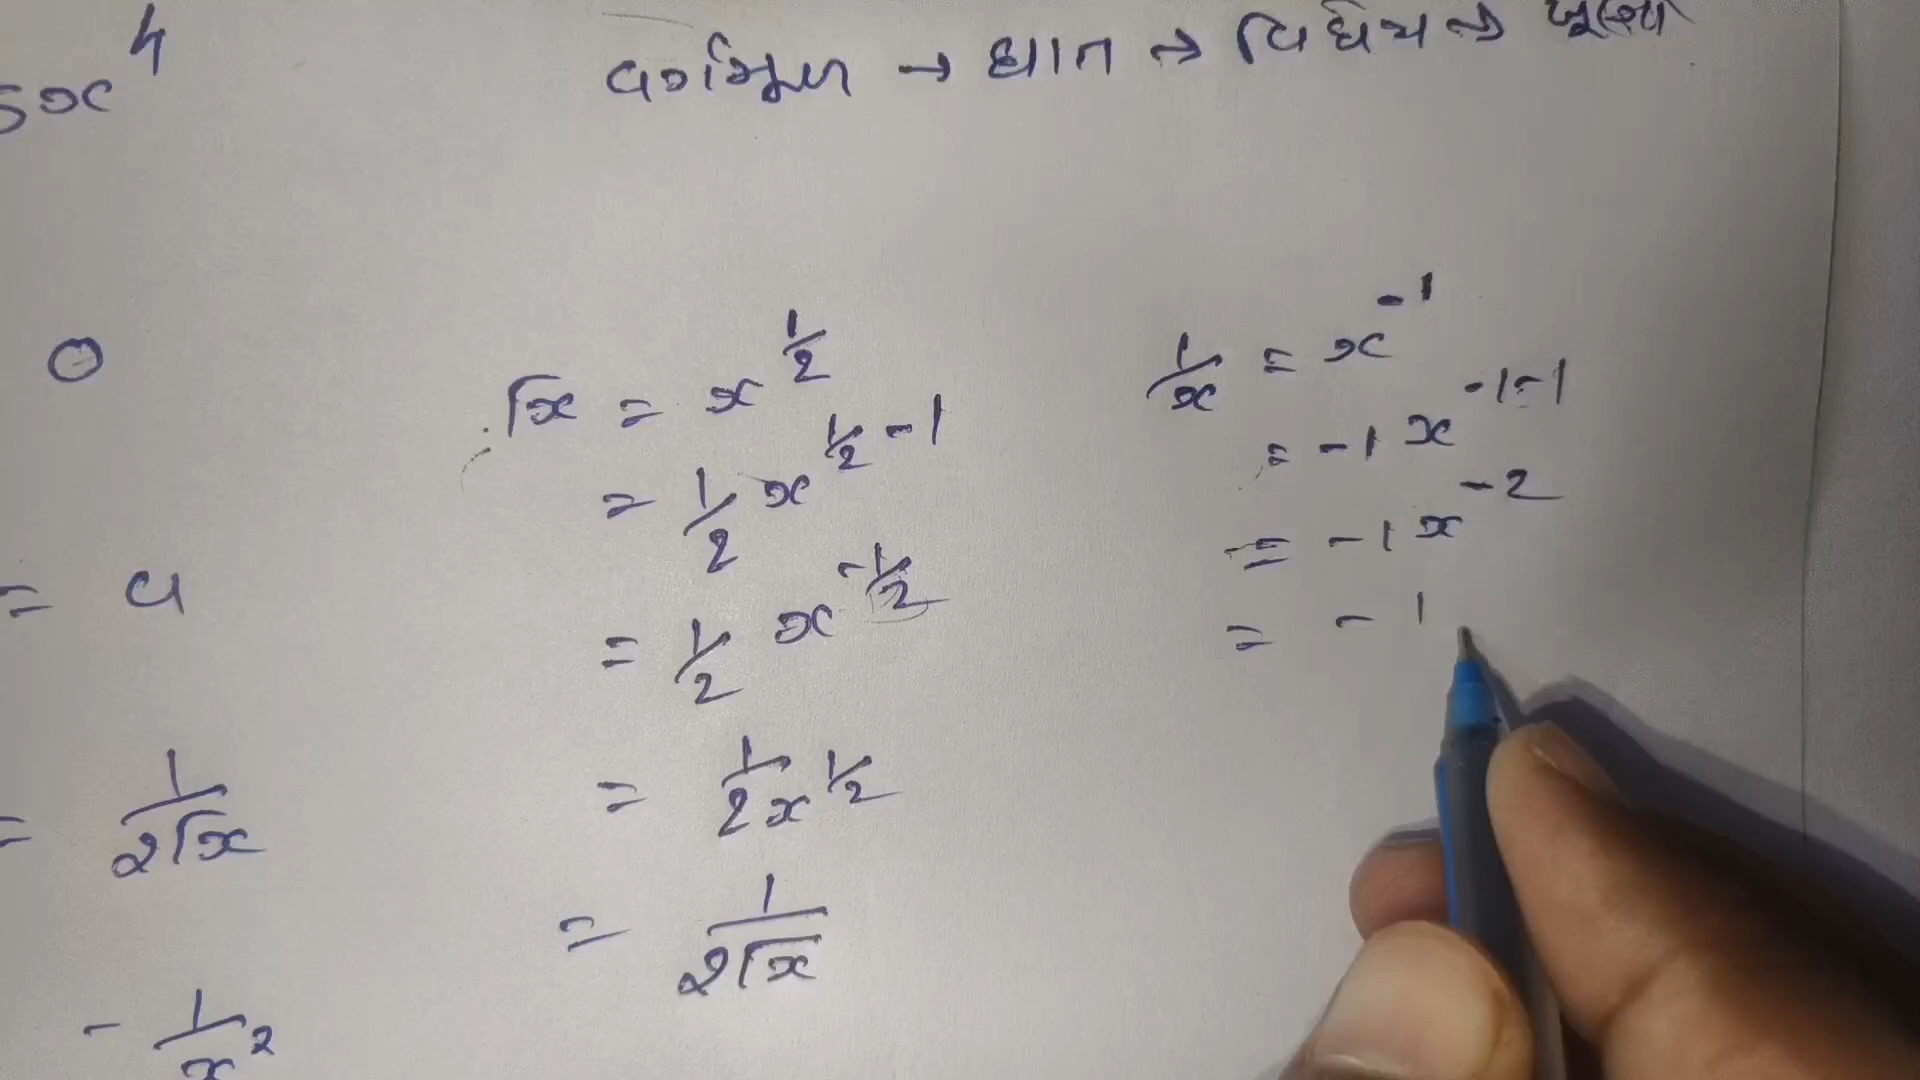 5x^4
વર્ગમૂળ → ઘાત → વિધેય →
0
= a
= 1/(2√x)
- 1/x^2
√x = x^(1/2)
= 1/2 x^(1/2 - 1)
= 1/2 x^(-1/2)
= 1/(2x^(1/2))
= 1/(2√x)
1/x = x^-1
= -1 x^(-1-1)
= -1 x^-2
= - 1